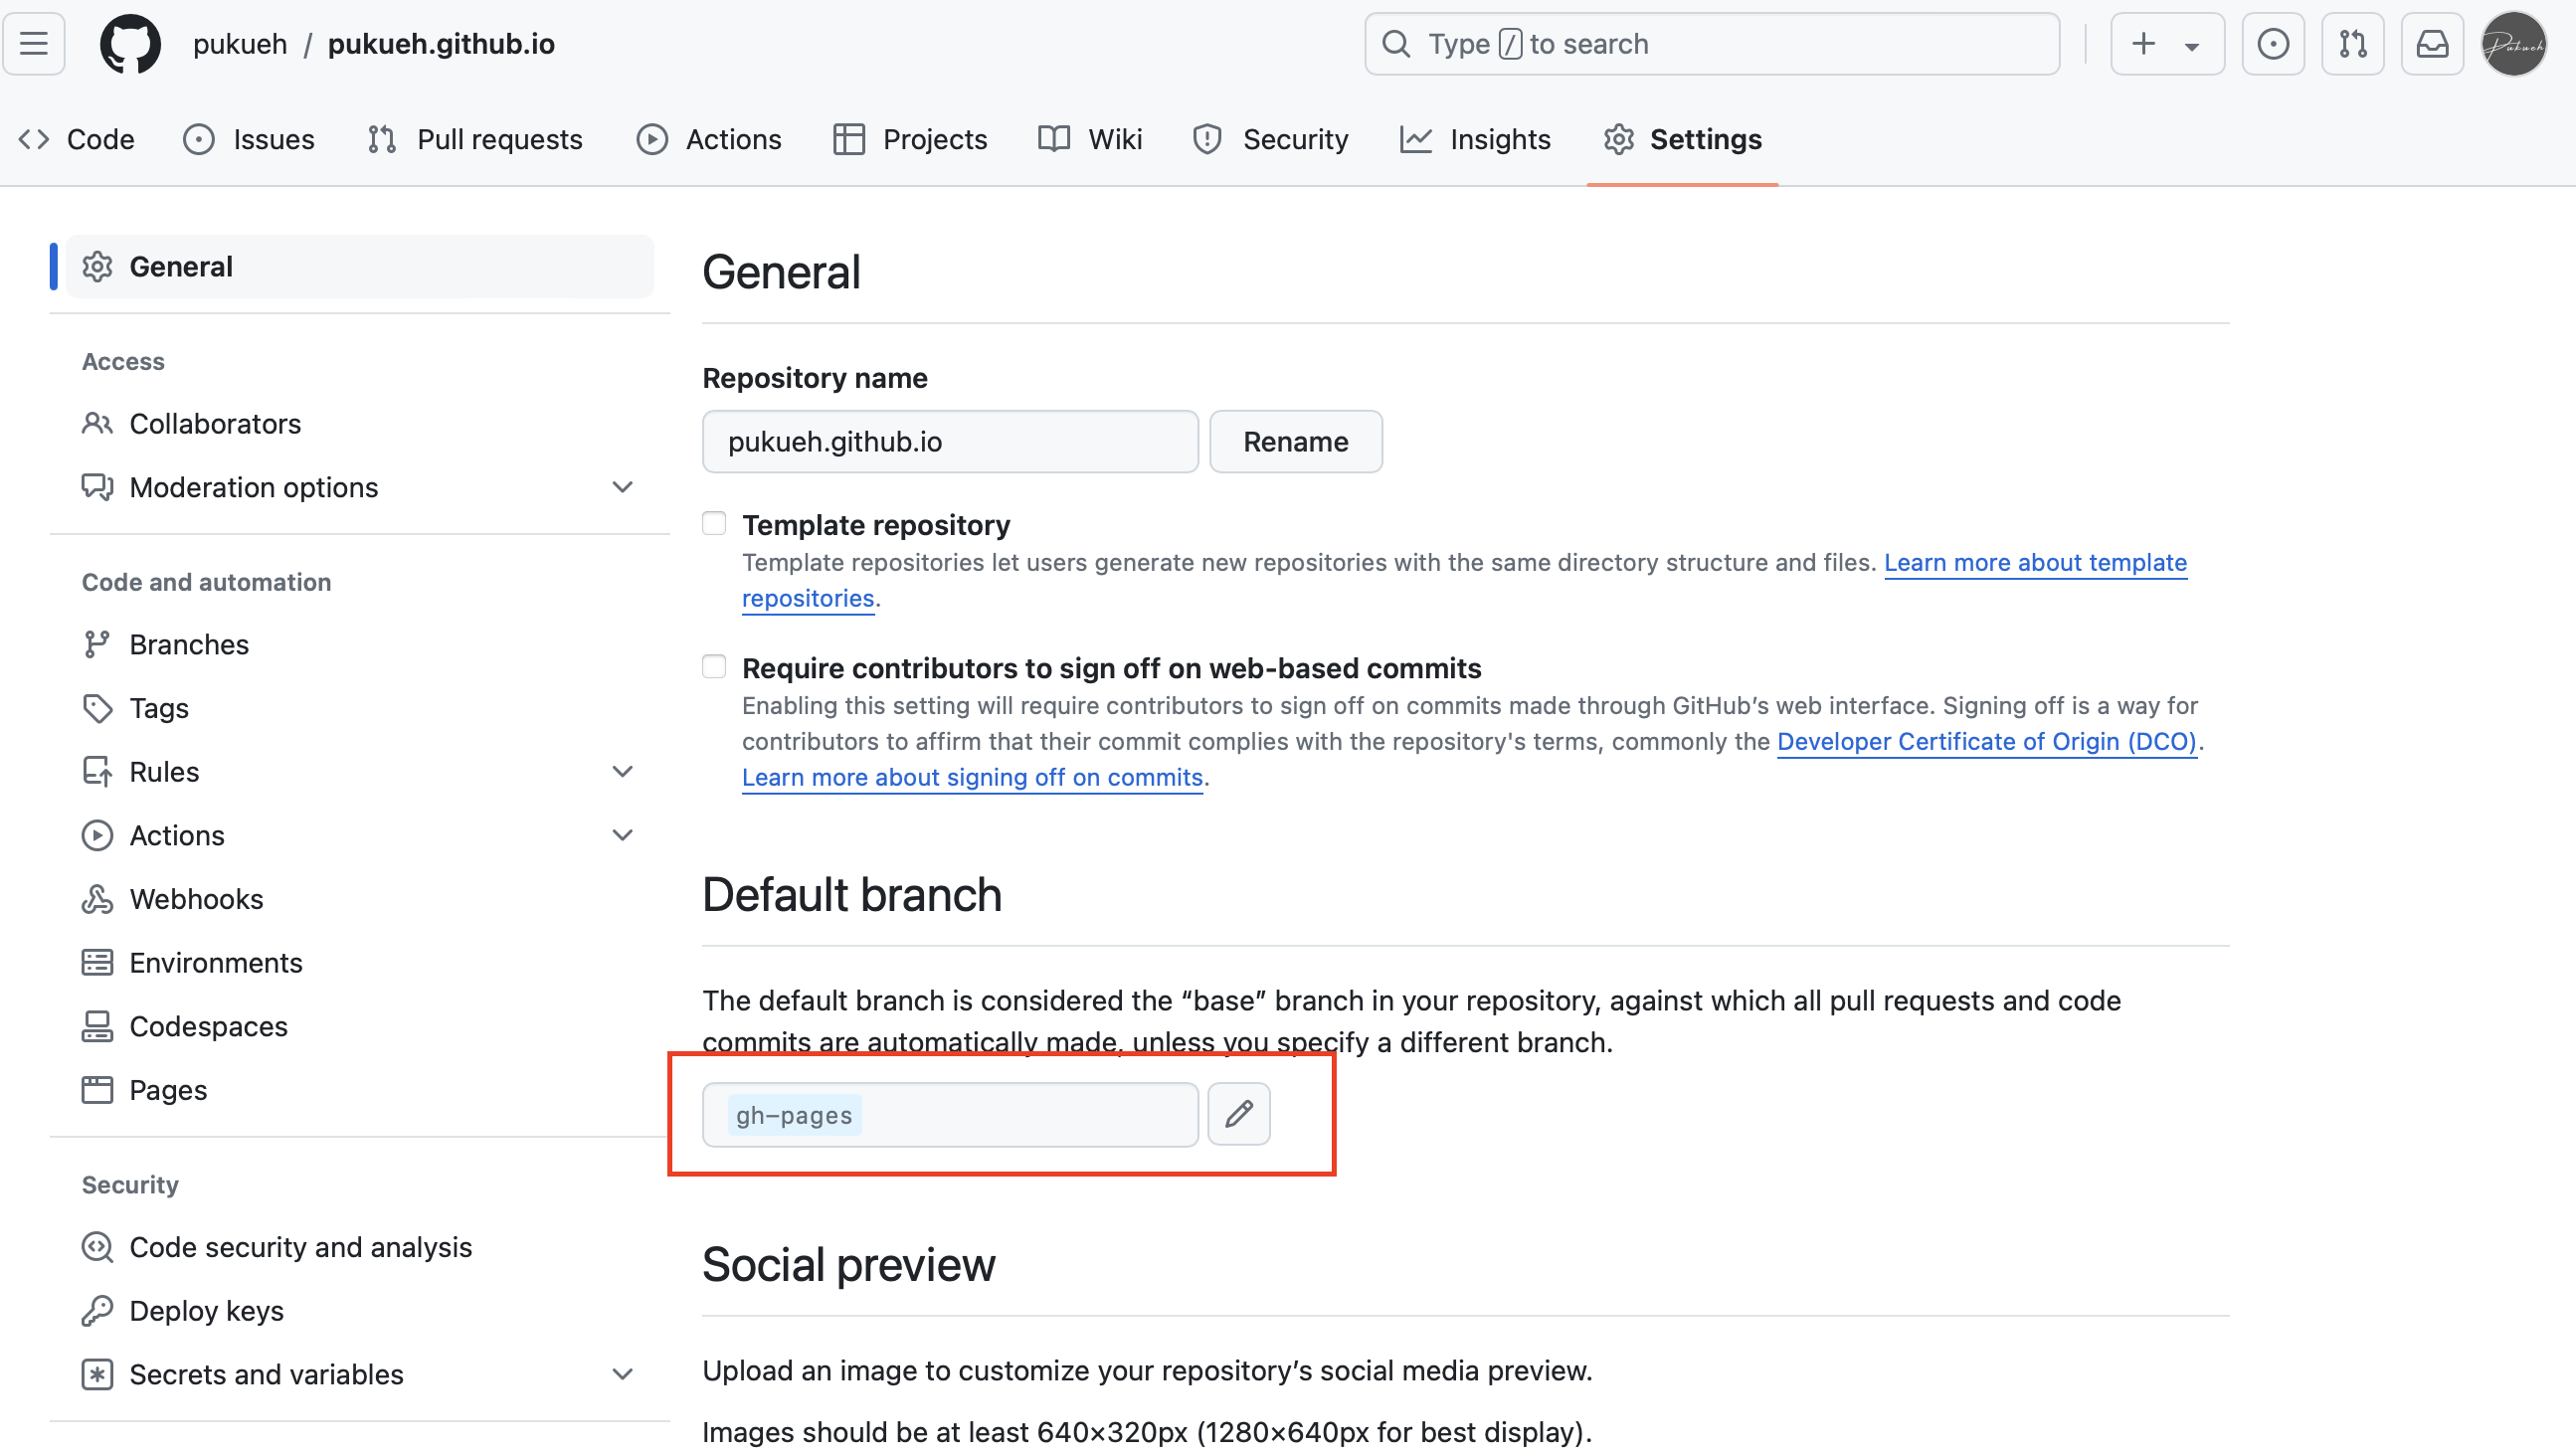 pukueh / pukueh.github.io
Type / to search
Code
Issues
Pull requests
Actions
Projects
Wiki
Security
Insights
Settings
General
Access
Collaborators
Moderation options
Code and automation
Branches
Tags
Rules
Actions
Webhooks
Environments
Codespaces
Pages
Security
Code security and analysis
Deploy keys
Secrets and variables
General
Repository name
pukueh.github.io
Rename
Template repository
Template repositories let users generate new repositories with the same directory structure and files. Learn more about template
repositories.
Require contributors to sign off on web-based commits
Enabling this setting will require contributors to sign off on commits made through GitHub’s web interface. Signing off is a way for
contributors to affirm that their commit complies with the repository's terms, commonly the Developer Certificate of Origin (DCO).
Learn more about signing off on commits.
Default branch
The default branch is considered the “base” branch in your repository, against which all pull requests and code
commits are automatically made, unless you specify a different branch.
gh-pages
Social preview
Upload an image to customize your repository’s social media preview.
Images should be at least 640×320px (1280×640px for best display).
Pukueh